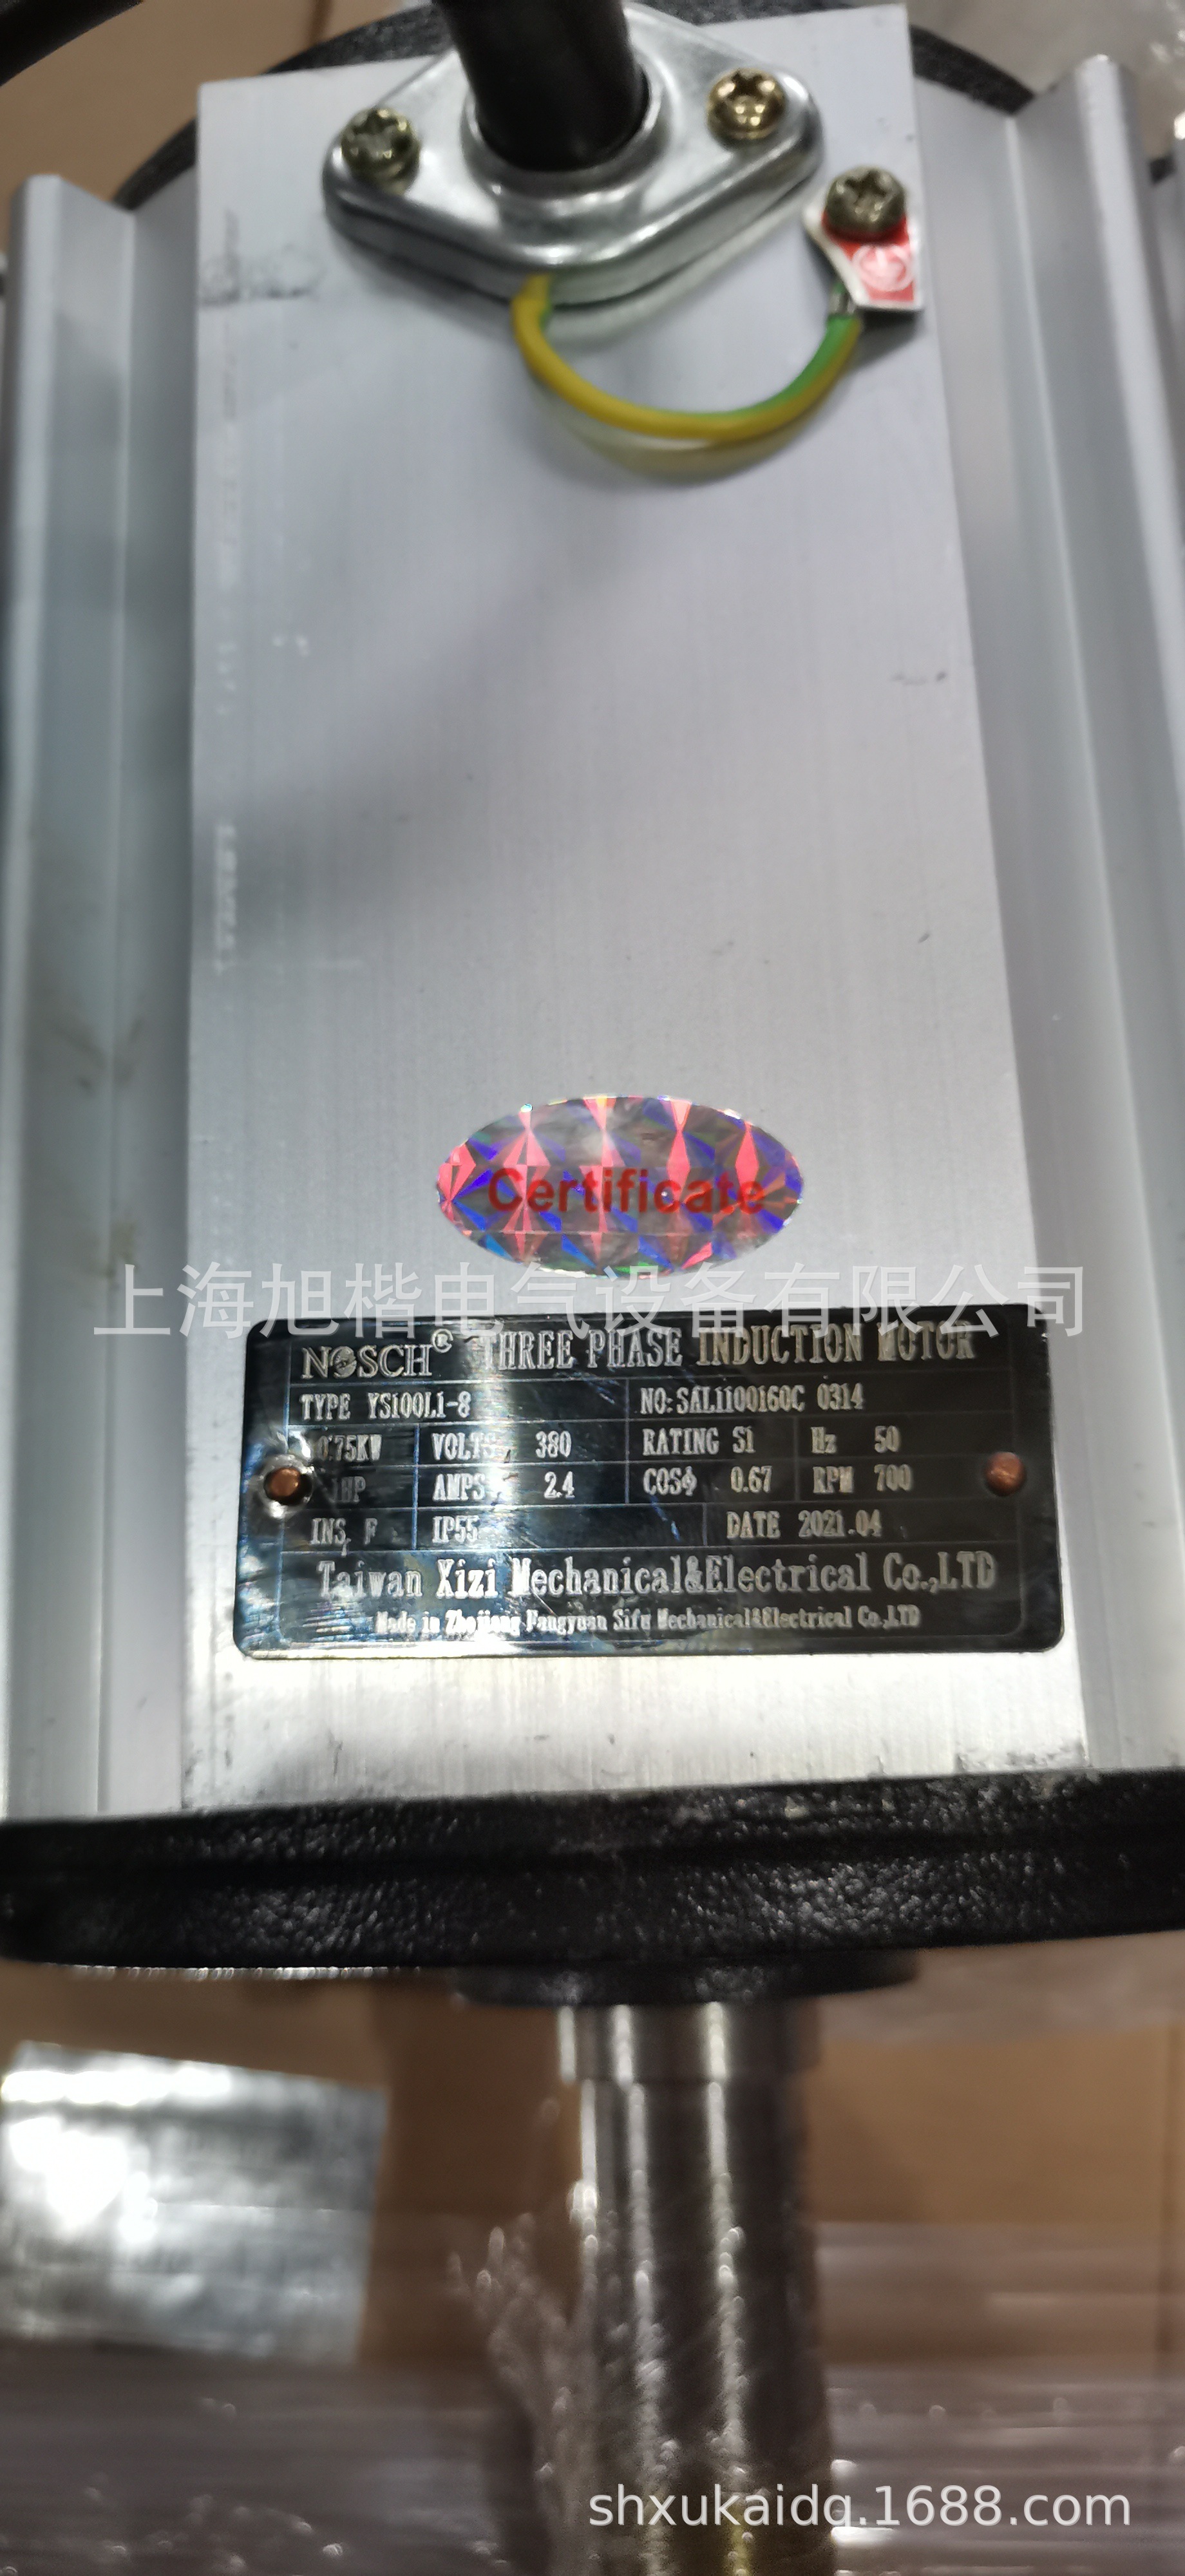 Certificate
上海旭楷电气设备有限公司
NOSCH® THREE PHASE INDUCTION MOTOR
TYPE YS100L1-8 NO: SAL1100160C 0314
0.75KW VOLTS 380 RATING S1 Hz 50
1HP AMPS 2.4 COSΦ 0.67 RPM 700
INS. F IP55 DATE 2021.04
Taiwan Xizi Mechanical&Electrical Co.,LTD
Made in Zhejiang Fangyuan Sifu Mechanical&Electrical Co.,LTD
shxukaidq.1688.com